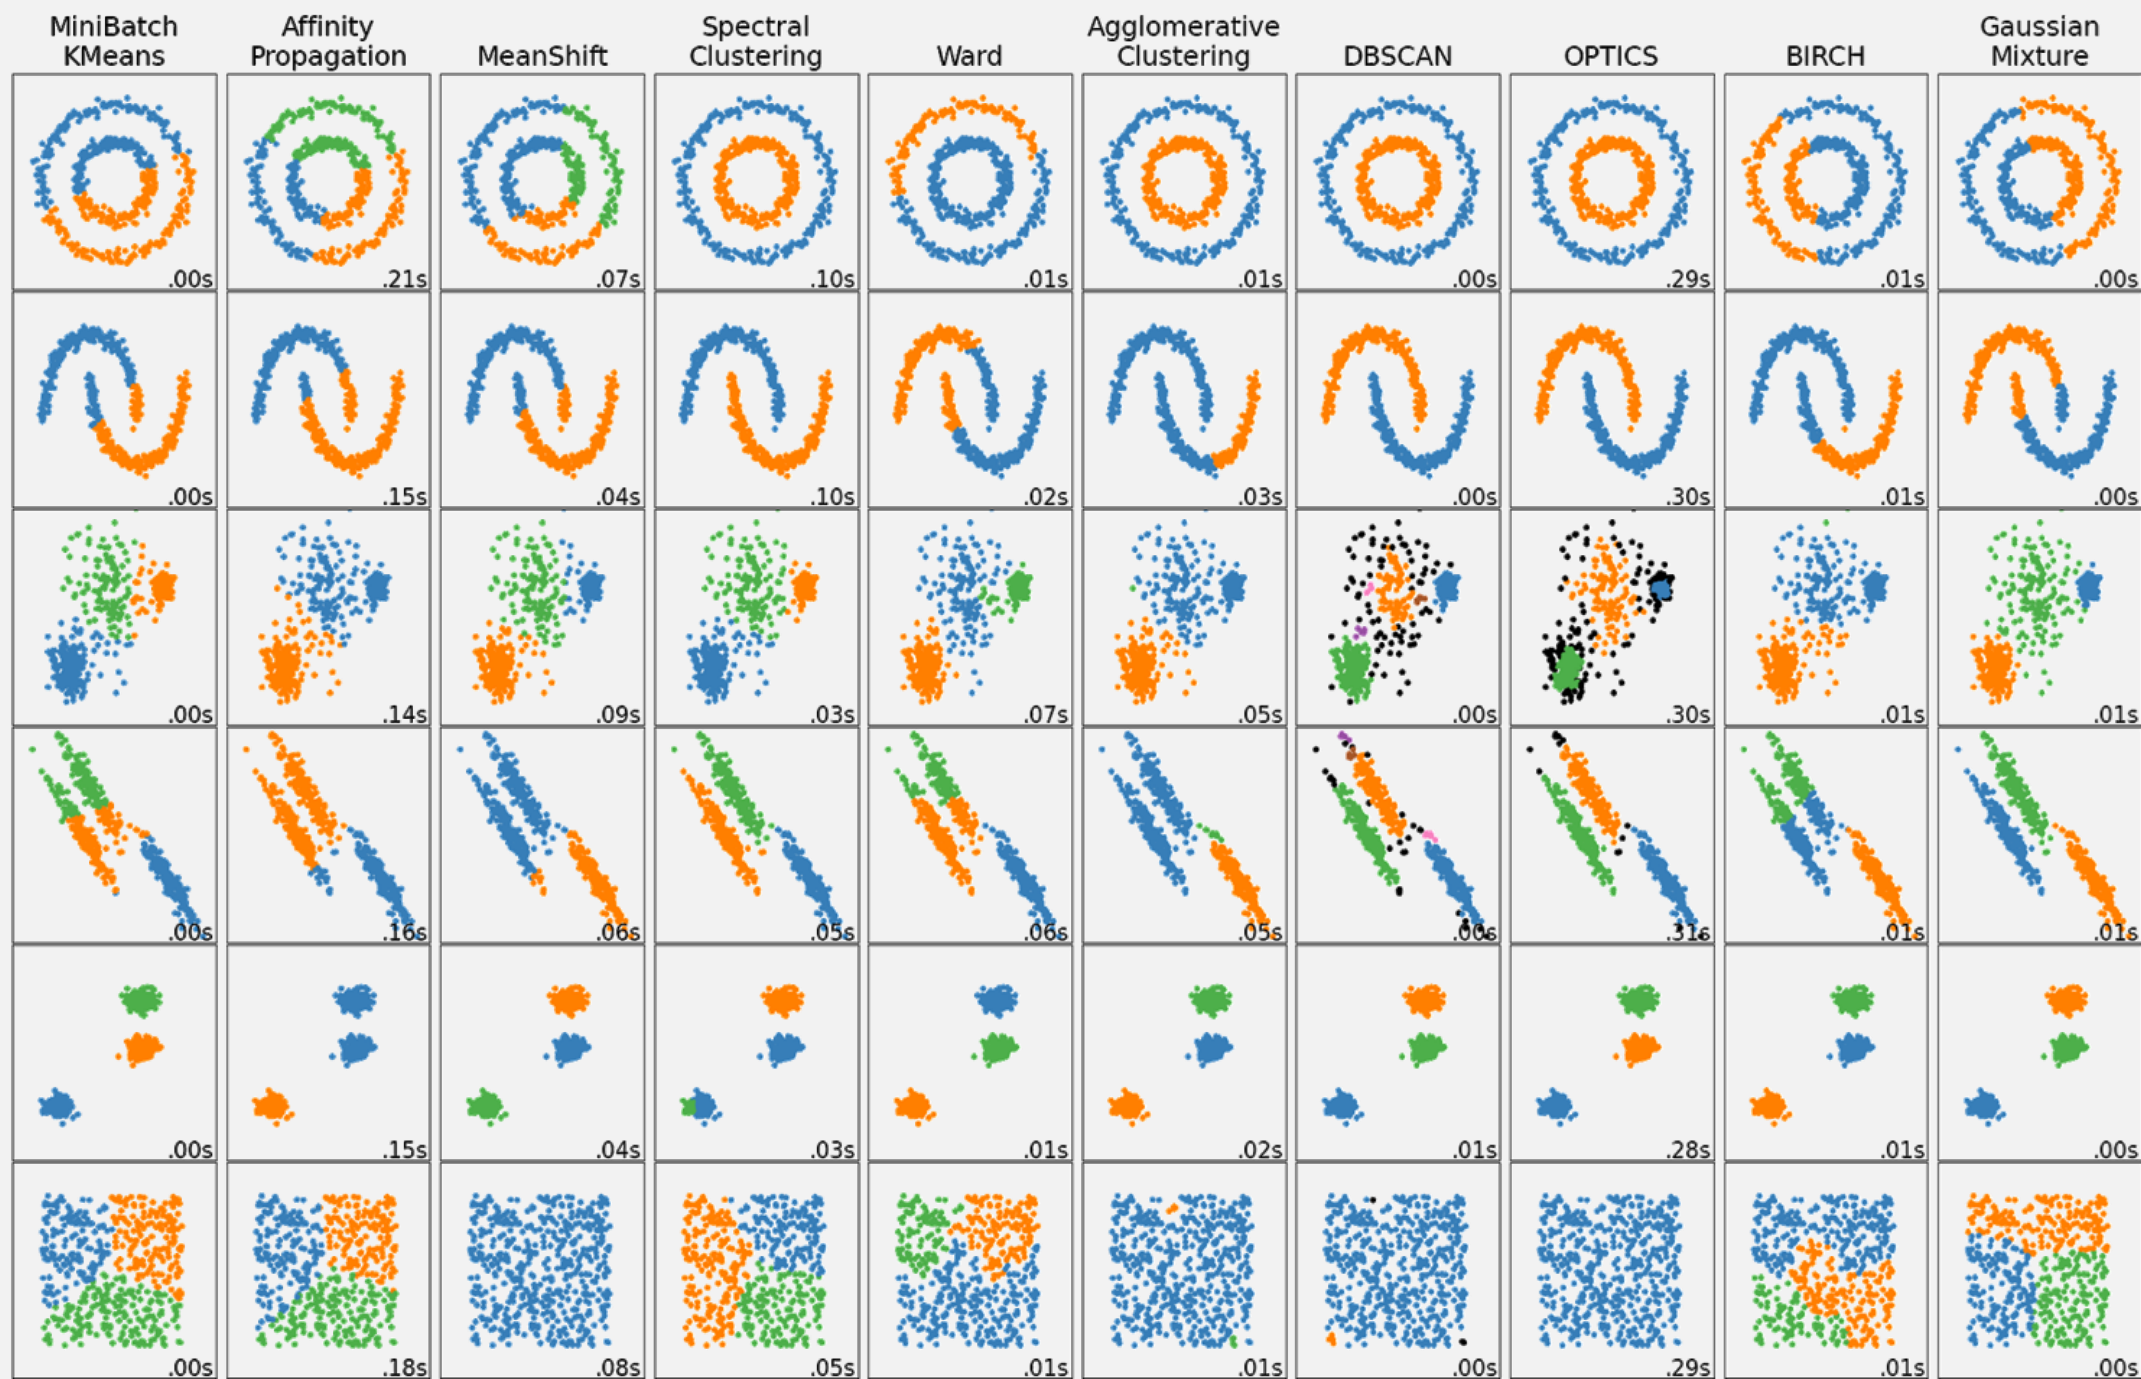 MiniBatch
KMeans
Affinity
Propagation
MeanShift
Spectral
Clustering
Ward
Agglomerative
Clustering
DBSCAN
OPTICS
BIRCH
Gaussian
Mixture
.00s
.21s
.07s
.10s
.01s
.01s
.00s
.29s
.01s
.00s
.00s
.15s
.04s
.10s
.02s
.03s
.00s
.30s
.01s
.00s
.00s
.14s
.09s
.03s
.07s
.05s
.00s
.30s
.01s
.01s
.00s
.16s
.06s
.05s
.06s
.05s
.00s
.31s
.01s
.01s
.00s
.15s
.04s
.03s
.01s
.02s
.01s
.28s
.01s
.00s
.00s
.18s
.08s
.05s
.01s
.01s
.00s
.29s
.01s
.00s